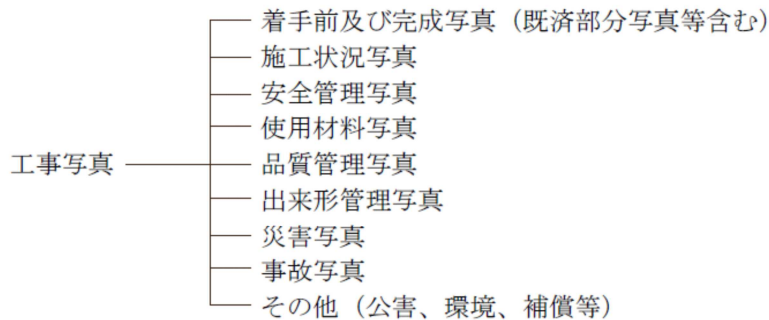 着手前及び完成写真（既済部分写真等含む）
施工状況写真
安全管理写真
使用材料写真
工事写真
品質管理写真
出来形管理写真
災害写真
事故写真
その他（公害、環境、補償等）